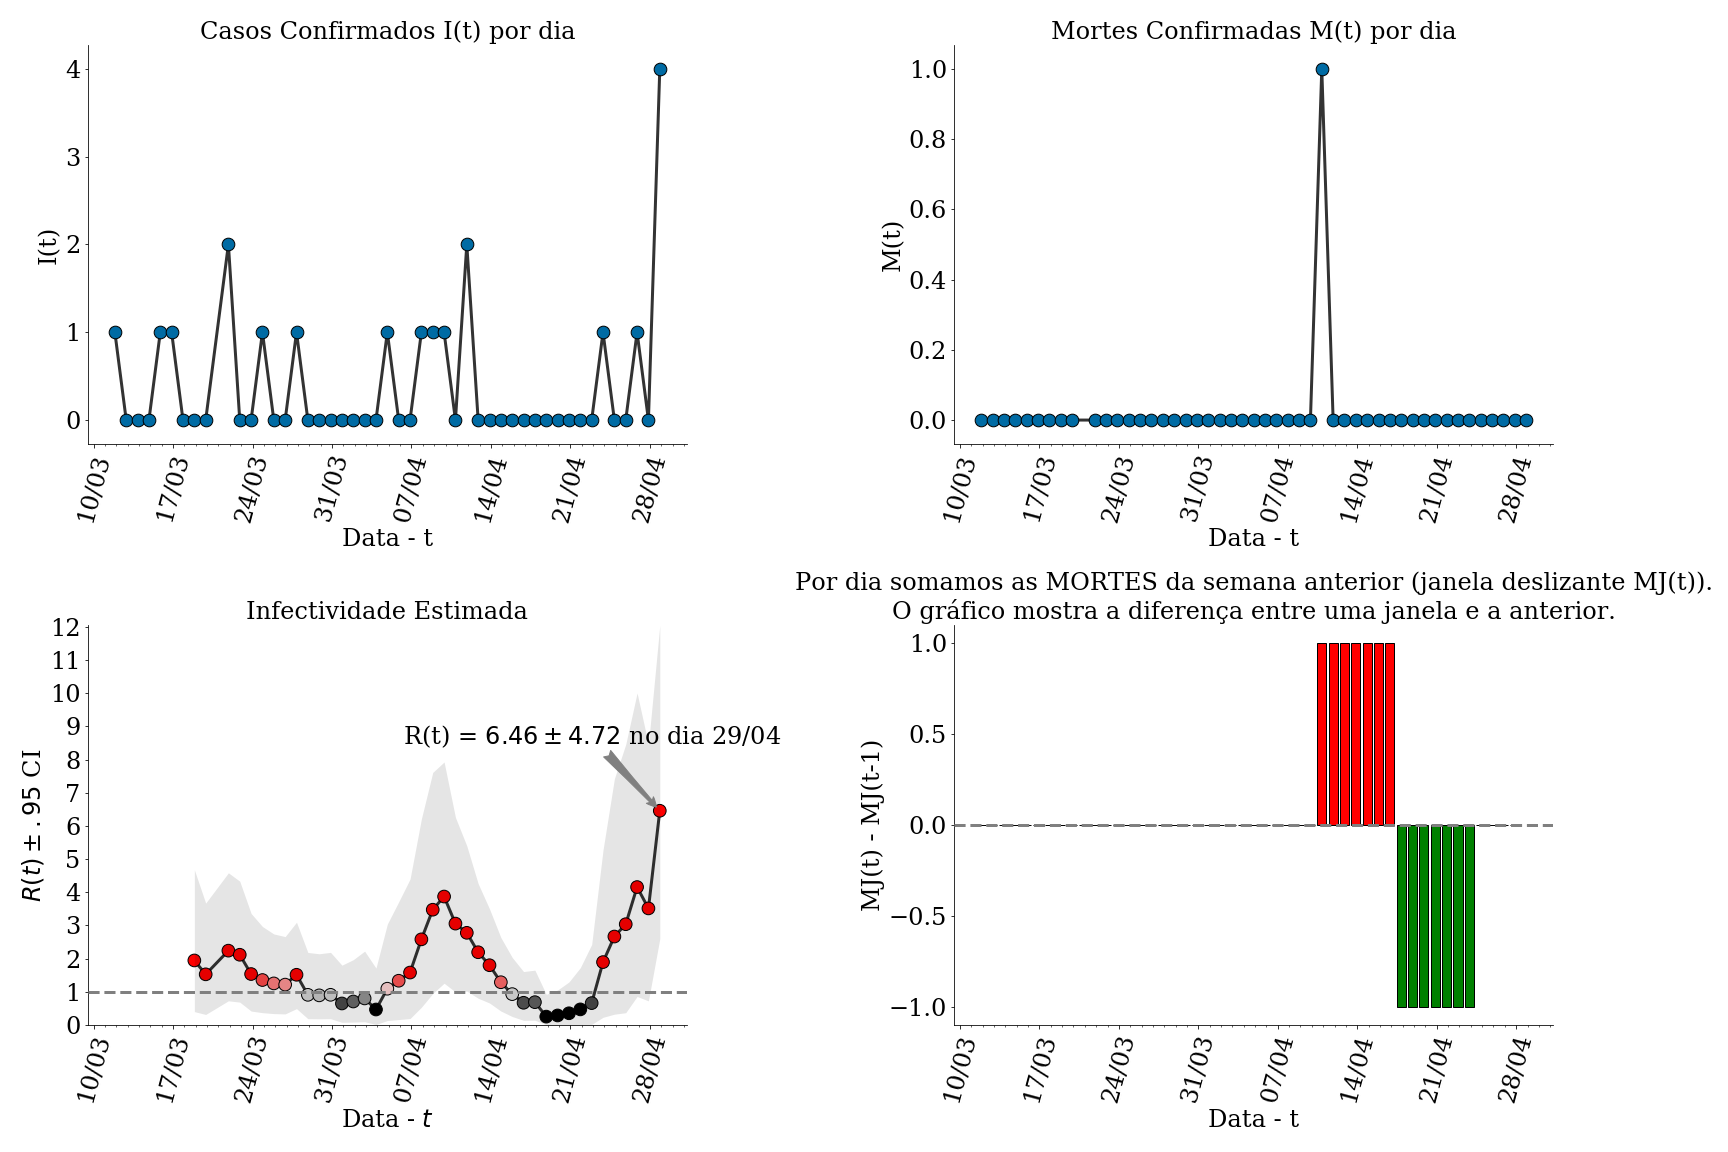 Casos Confirmados I(t) por dia
I(t)
4
3
2
1
0
10/03 17/03 24/03 31/03 07/04 14/04 21/04 28/04
Data - t
Mortes Confirmadas M(t) por dia
M(t)
1.0
0.8
0.6
0.4
0.2
0.0
10/03 17/03 24/03 31/03 07/04 14/04 21/04 28/04
Data - t
Infectividade Estimada
R(t) ± .95 CI
12
11
10
9
8
7
6
5
4
3
2
1
0
R(t) = 6.46 ± 4.72 no dia 29/04
10/03 17/03 24/03 31/03 07/04 14/04 21/04 28/04
Data - t
Por dia somamos as MORTES da semana anterior (janela deslizante MJ(t)).
O gráfico mostra a diferença entre uma janela e a anterior.
MJ(t) - MJ(t-1)
1.0
0.5
0.0
−0.5
−1.0
10/03 17/03 24/03 31/03 07/04 14/04 21/04 28/04
Data - t